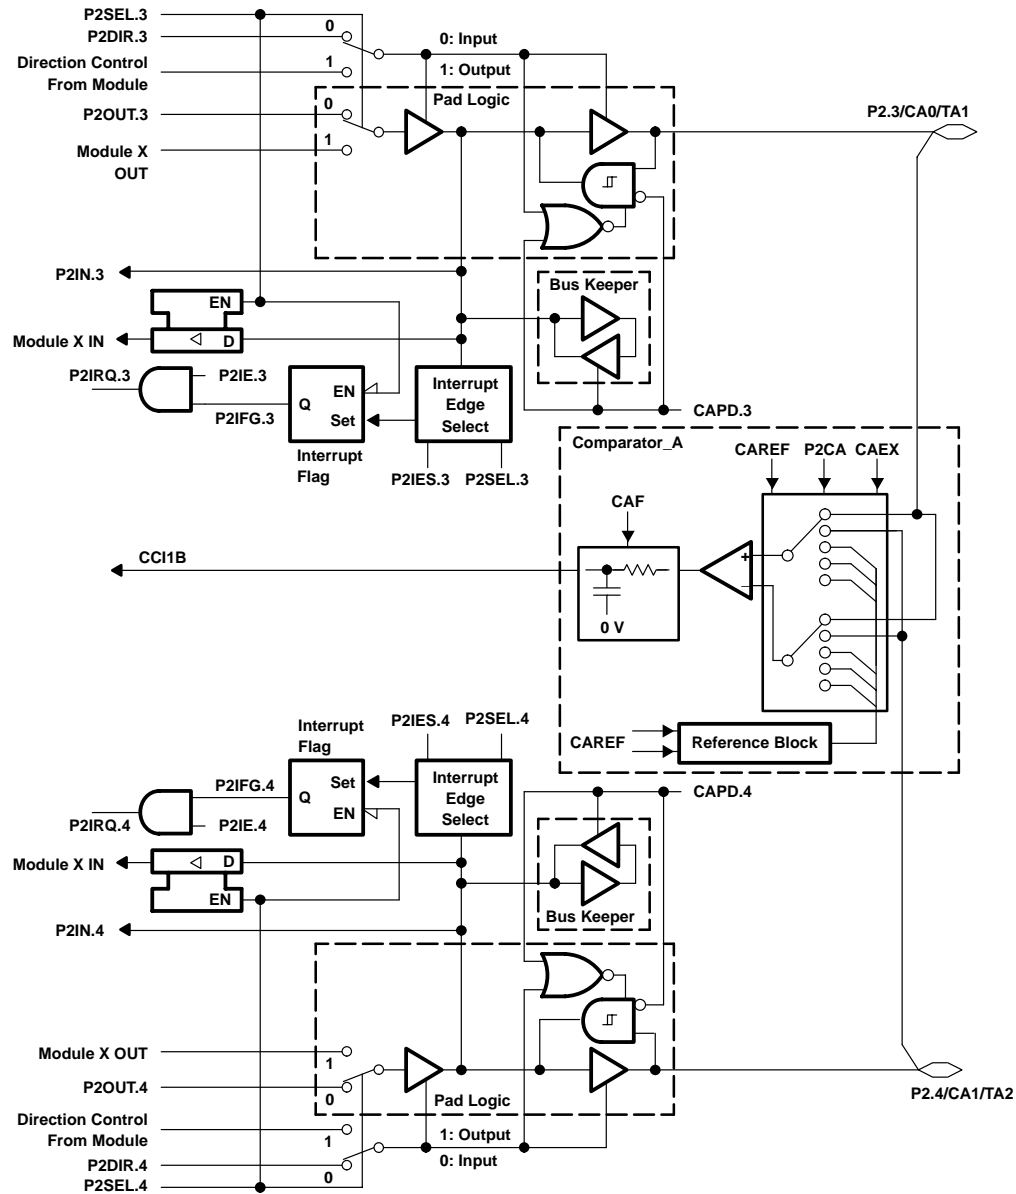 P2SEL.3
P2DIR.3
0
0: Input
Direction Control
From Module
1
1: Output
Pad Logic
P2OUT.3
0
P2.3/CA0/TA1
Module X
OUT
1
P2IN.3
Bus Keeper
EN
Module X IN
D
P2IRQ.3
P2IE.3
P2IFG.3
Q
EN
Set
Interrupt
Edge
Select
Interrupt
Flag
P2IES.3
P2SEL.3
CAPD.3
Comparator_A
CAREF
P2CA
CAEX
CAF
CCI1B
+
−
0 V
CAREF
Reference Block
Interrupt
Flag
P2IES.4
P2SEL.4
P2IFG.4
Q
Set
EN
Interrupt
Edge
Select
CAPD.4
P2IRQ.4
P2IE.4
Module X IN
D
EN
Bus Keeper
P2IN.4
Module X OUT
1
P2OUT.4
0
Pad Logic
P2.4/CA1/TA2
Direction Control
From Module
1
1: Output
P2DIR.4
0: Input
0
P2SEL.4